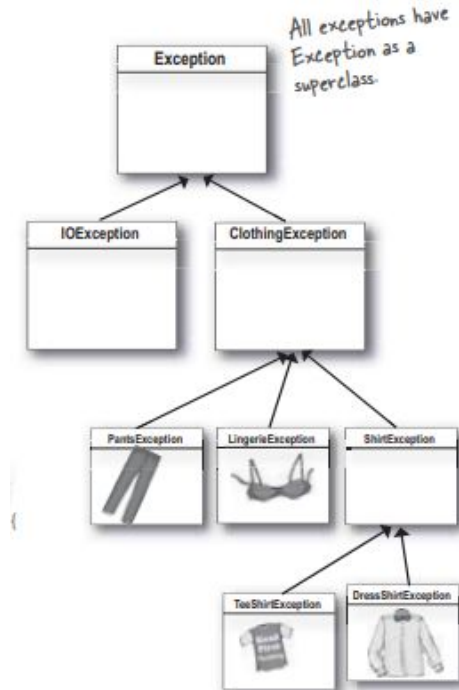 All exceptions have
Exception as a
superclass.
Exception
IOException
ClothingException
PantsException
LingerieException
ShirtException
{
TeeShirtException
DressShirtException